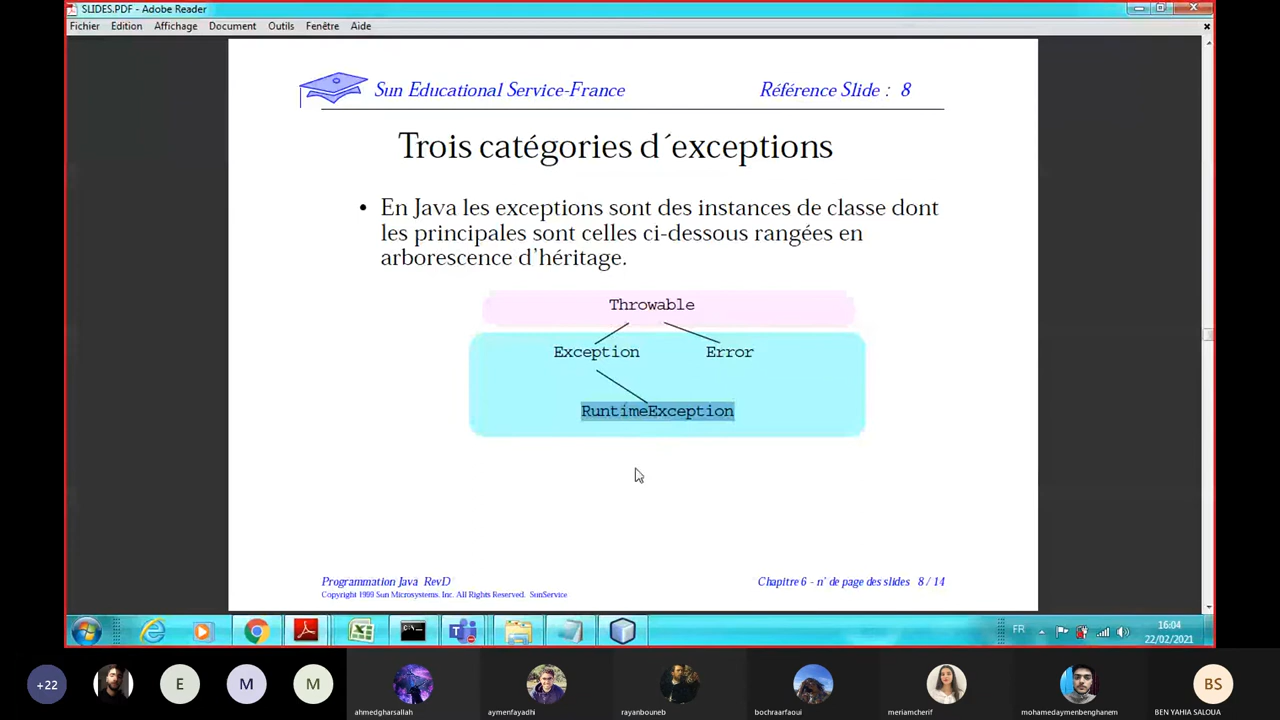 SLIDES.PDF - Adobe Reader
Fichier Edition Affichage Document Outils Fenêtre Aide
Sun Educational Service-France Référence Slide : 8
Trois catégories d´exceptions
• En Java les exceptions sont des instances de classe dont
les principales sont celles ci-dessous rangées en
arborescence d’héritage.
Throwable
Exception Error
RuntimeException
Programmation Java RevD Chapitre 6 - n° de page des slides 8 / 14
Copyright 1999 Sun Microsystems. Inc. All Rights Reserved. SunService
FR 16:04
22/02/2021
+22 E M M BS
ahmedgharsallah aymenfayadhi rayanbouneb bochraarfaoui meriamcherif mohamedaymenbenghanem BEN YAHIA SALOUA